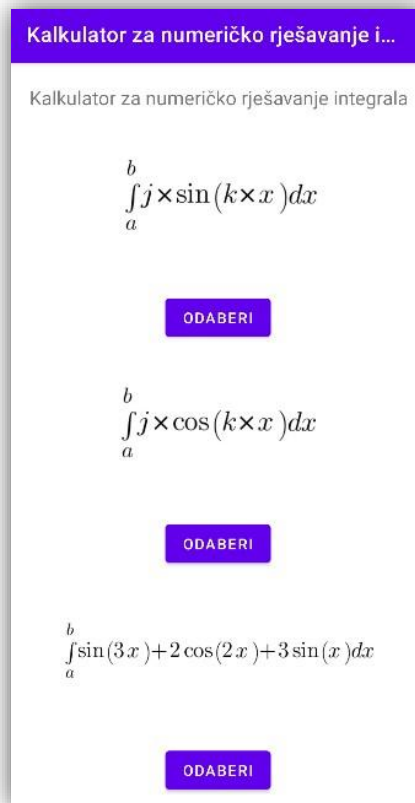 Kalkulator za numeričko rješavanje i...
Kalkulator za numeričko rješavanje integrala
b
∫j×sin(k×x)dx
a
ODABERI
b
∫j×cos(k×x)dx
a
ODABERI
b
∫sin(3x)+2cos(2x)+3sin(x)dx
a
ODABERI